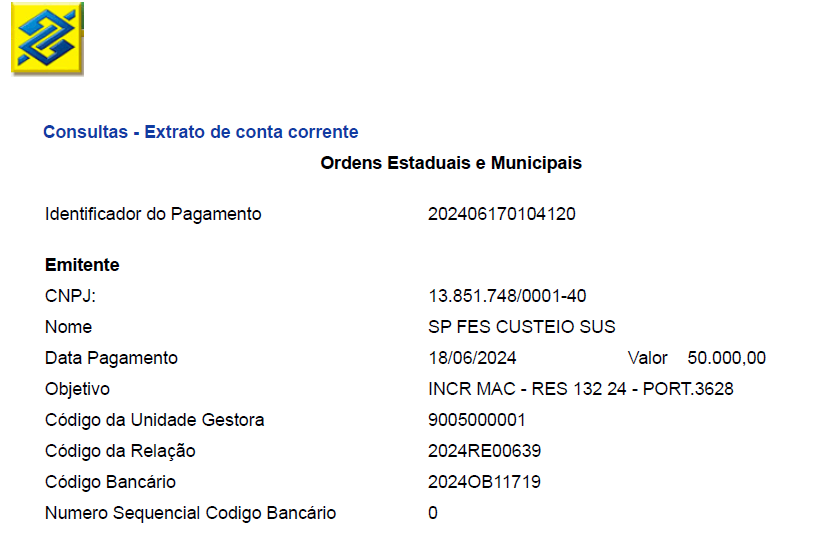 Consultas - Extrato de conta corrente
Ordens Estaduais e Municipais
Identificador do Pagamento 202406170104120
Emitente
CNPJ: 13.851.748/0001-40
Nome SP FES CUSTEIO SUS
Data Pagamento 18/06/2024 Valor 50.000,00
Objetivo INCR MAC - RES 132 24 - PORT.3628
Código da Unidade Gestora 9005000001
Código da Relação 2024RE00639
Código Bancário 2024OB11719
Numero Sequencial Codigo Bancário 0